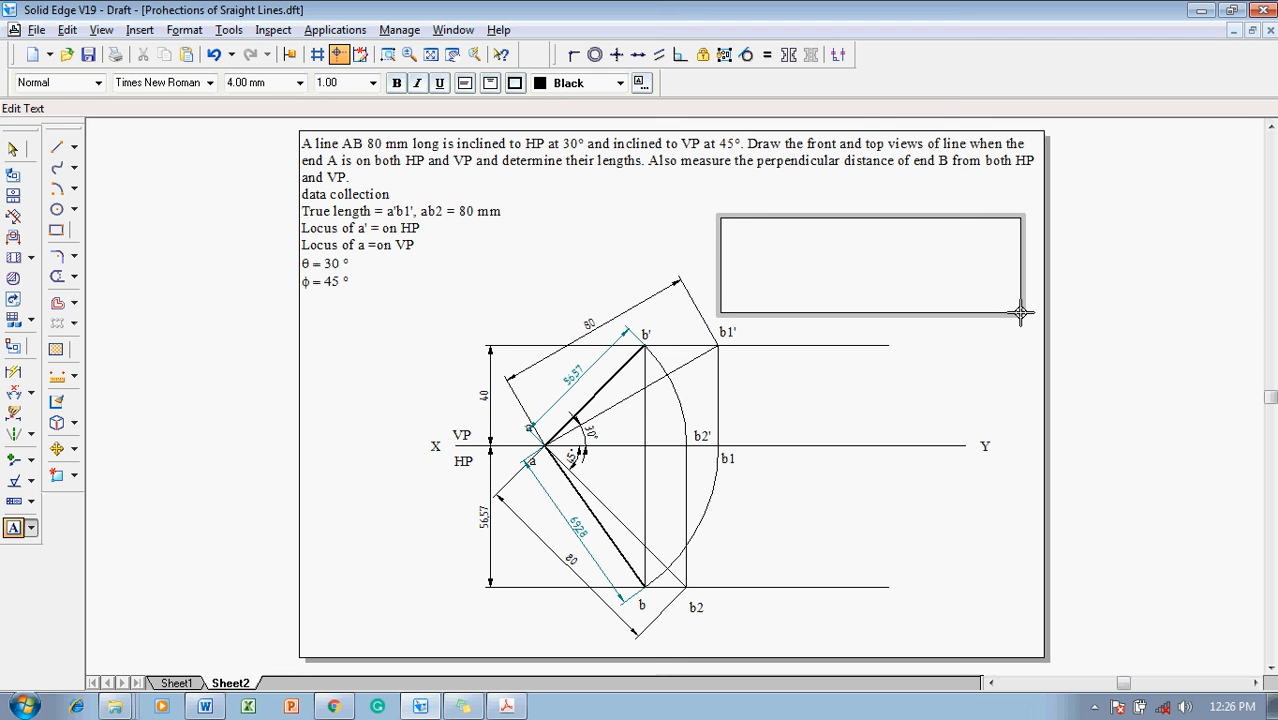 Solid Edge V19 - Draft - [Prohections of Sraight Lines.dft]
File Edit View Insert Format Tools Inspect Applications Manage Window Help
Normal Times New Roman 4.00 mm 1.00 B I U Black
Edit Text
A line AB 80 mm long is inclined to HP at 30° and inclined to VP at 45°. Draw the front and top views of line when the
end A is on both HP and VP and determine their lengths. Also measure the perpendicular distance of end B from both HP
and VP.
data collection
True length = a'b1', ab2 = 80 mm
Locus of a' = on HP
Locus of a =on VP
θ = 30 °
ϕ = 45 °
80
b'
b1'
56,57
40
a'
30°
VP
b2'
X
Y
HP
a
45°
b1
56,57
69,28
80
b
b2
A
Sheet1 Sheet2
12:26 PM